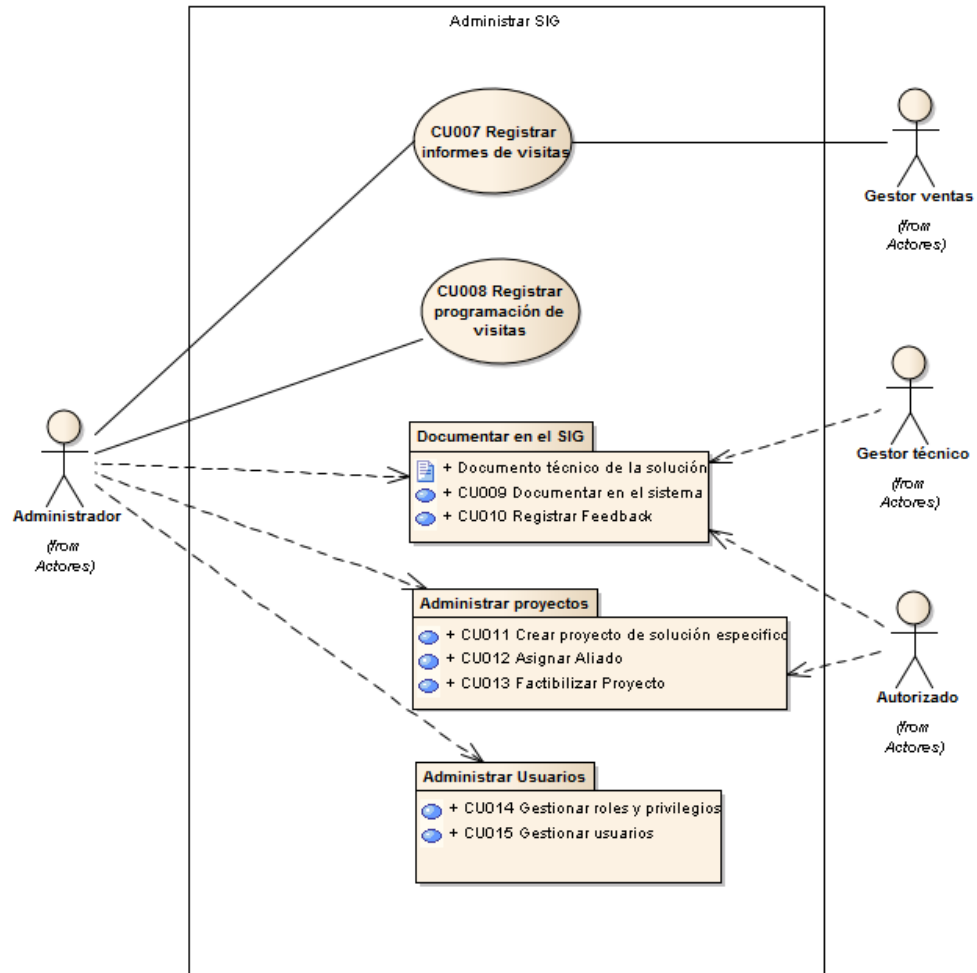 Administrar SIG
CU007 Registrar
informes de visitas
Gestor ventas
(from
Actores)
CU008 Registrar
programación de
visitas
Administrador
(from
Actores)
Documentar en el SIG
+ Documento técnico de la solución
+ CU009 Documentar en el sistema
+ CU010 Registrar Feedback
Gestor técnico
(from
Actores)
Administrar proyectos
+ CU011 Crear proyecto de solución especifico
+ CU012 Asignar Aliado
+ CU013 Factibilizar Proyecto
Autorizado
(from
Actores)
Administrar Usuarios
+ CU014 Gestionar roles y privilegios
+ CU015 Gestionar usuarios